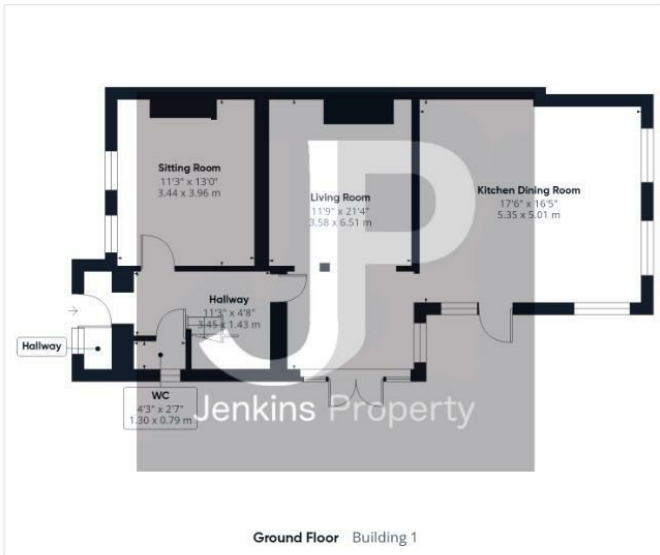 Sitting Room
11'3" x 13'0"
3.44 x 3.96 m
Living Room
11'9" x 21'4"
3.58 x 6.51 m
Kitchen Dining Room
17'6" x 16'5"
5.35 x 5.01 m
Hallway
11'3" x 4'8"
3.45 x 1.43 m
Hallway
WC
4'3" x 2'7"
1.30 x 0.79 m
JP
Jenkins Property
Ground Floor Building 1